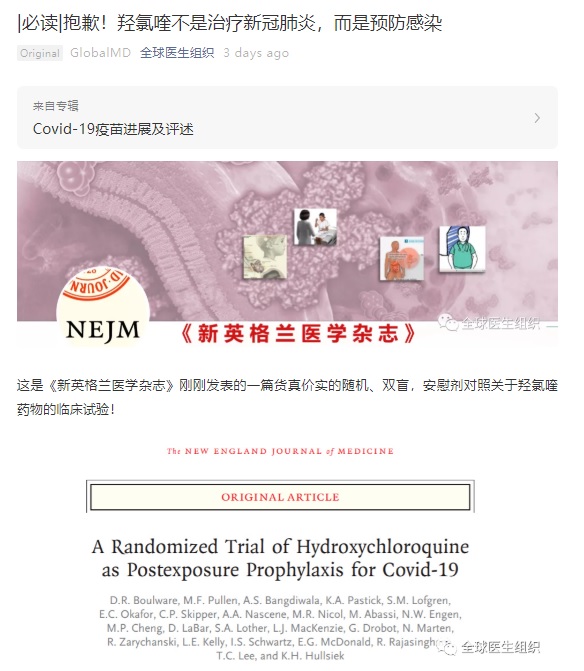 |必读|抱歉！羟氯喹不是治疗新冠肺炎，而是预防感染
Original GlobalMD 全球医生组织 3 days ago
来自专辑
Covid-19疫苗进展及评述
NEJM
《新英格兰医学杂志》
全球医生组织
这是《新英格兰医学杂志》刚刚发表的一篇货真价实的随机、双盲，安慰剂对照关于羟氯喹
药物的临床试验！
The NEW ENGLAND JOURNAL of MEDICINE
ORIGINAL ARTICLE
A Randomized Trial of Hydroxychloroquine
as Postexposure Prophylaxis for Covid-19
D.R. Boulware, M.F. Pullen, A.S. Bangdiwala, K.A. Pastick, S.M. Lofgren,
E.C. Okafor, C.P. Skipper, A.A. Nascene, M.R. Nicol, M. Abassi, N.W. Engen,
M.P. Cheng, D. LaBar, S.A. Lother, L.J. MacKenzie, G. Drobot, N. Marten,
R. Zarychanski, L.E. Kelly, I.S. Schwartz, E.G. McDonald, R. Rajasingham,
T.C. Lee, and K.H. Hullsiek
全球医生组织